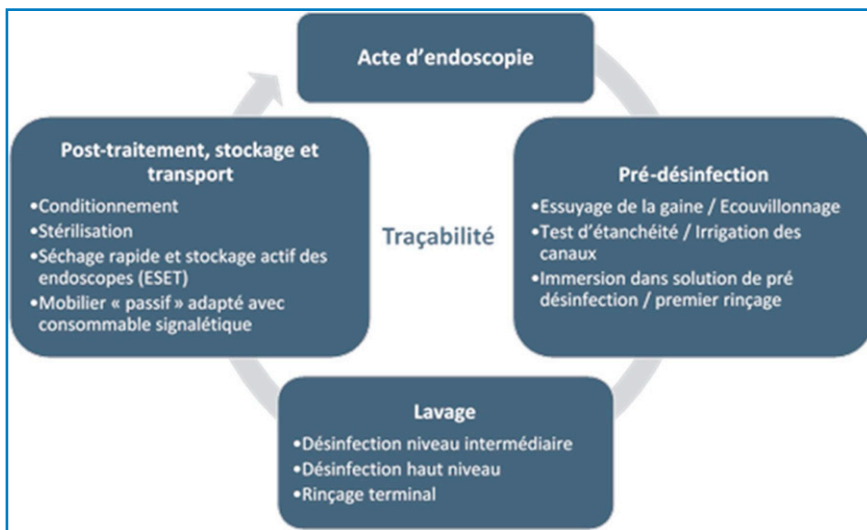 Acte d'endoscopie
Post-traitement, stockage et
transport
•Conditionnement
•Stérilisation
•Séchage rapide et stockage actif des
endoscopes (ESET)
•Mobilier « passif » adapté avec
consommable signalétique
Traçabilité
Pré-désinfection
•Essuyage de la gaine / Ecouvillonnage
•Test d'étanchéité / Irrigation des
canaux
•Immersion dans solution de pré
désinfection / premier rinçage
Lavage
•Désinfection niveau intermédiaire
•Désinfection haut niveau
•Rinçage terminal